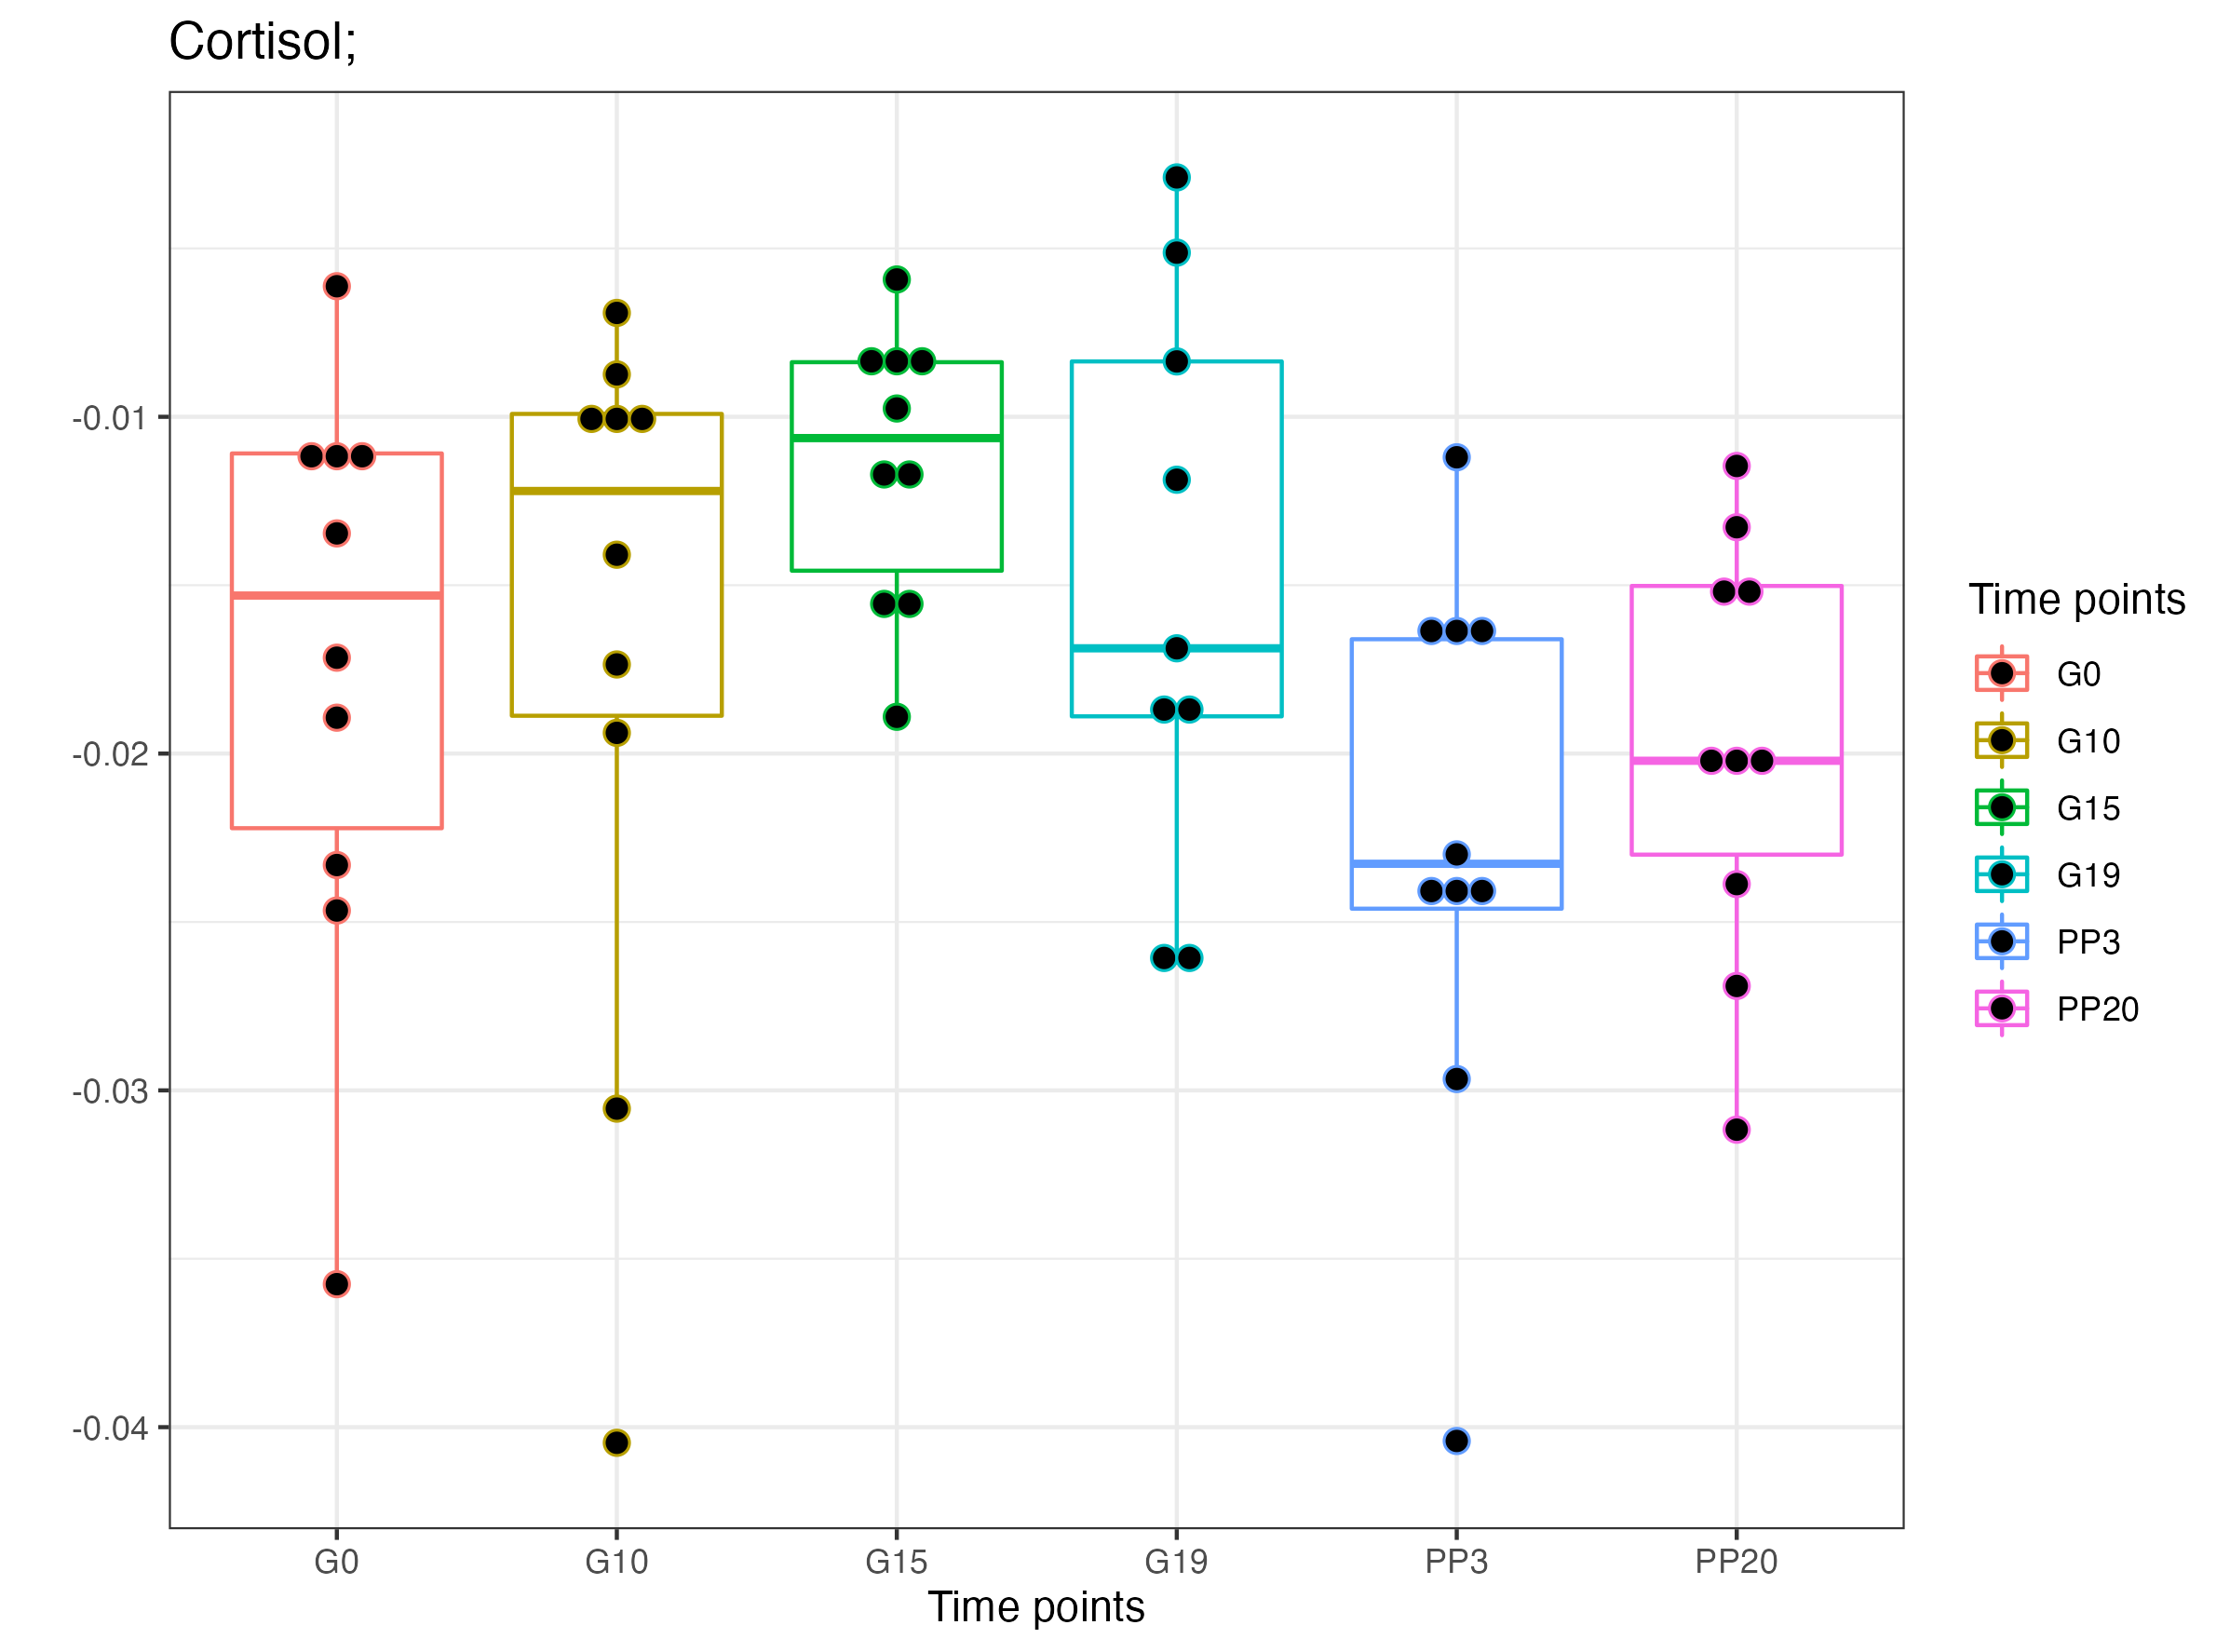 Cortisol;
-0.01
-0.02
-0.03
-0.04
G0 G10 G15 G19 PP3 PP20
Time points
Time points
G0
G10
G15
G19
PP3
PP20